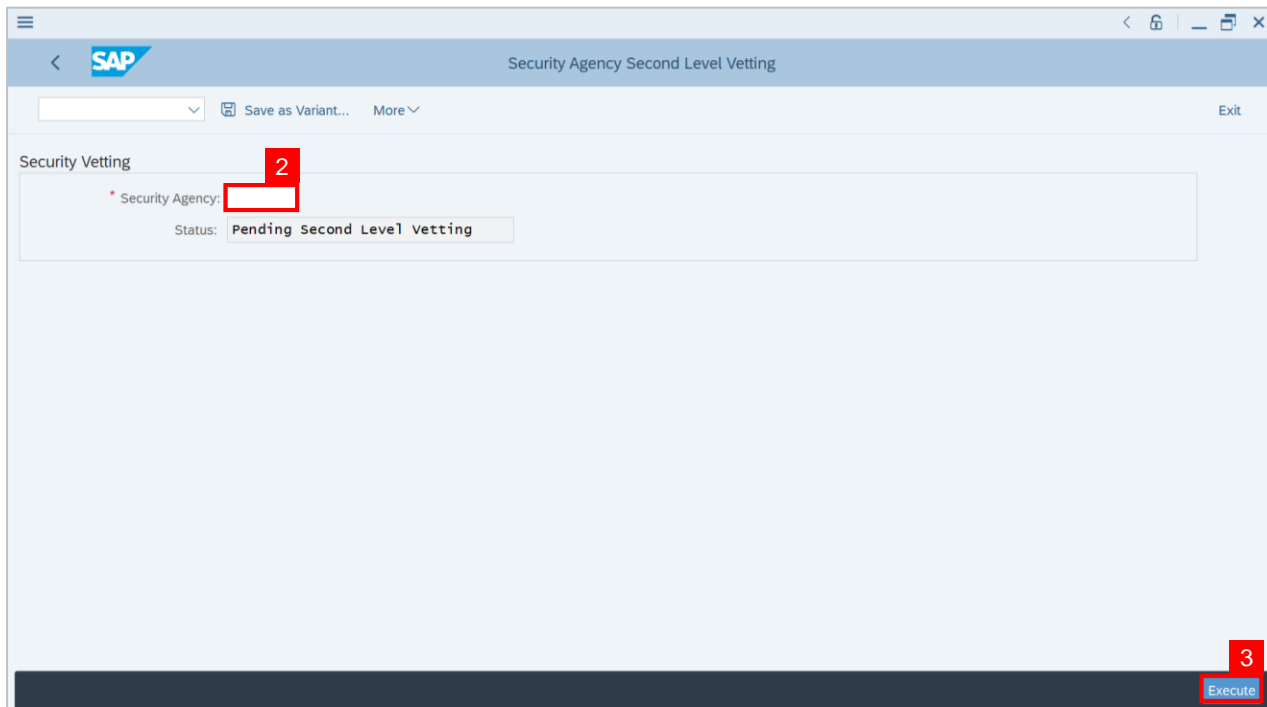 SAP
Security Agency Second Level Vetting
Save as Variant... More Exit
Security Vetting
2
* Security Agency:
Status: Pending Second Level Vetting
3
Execute